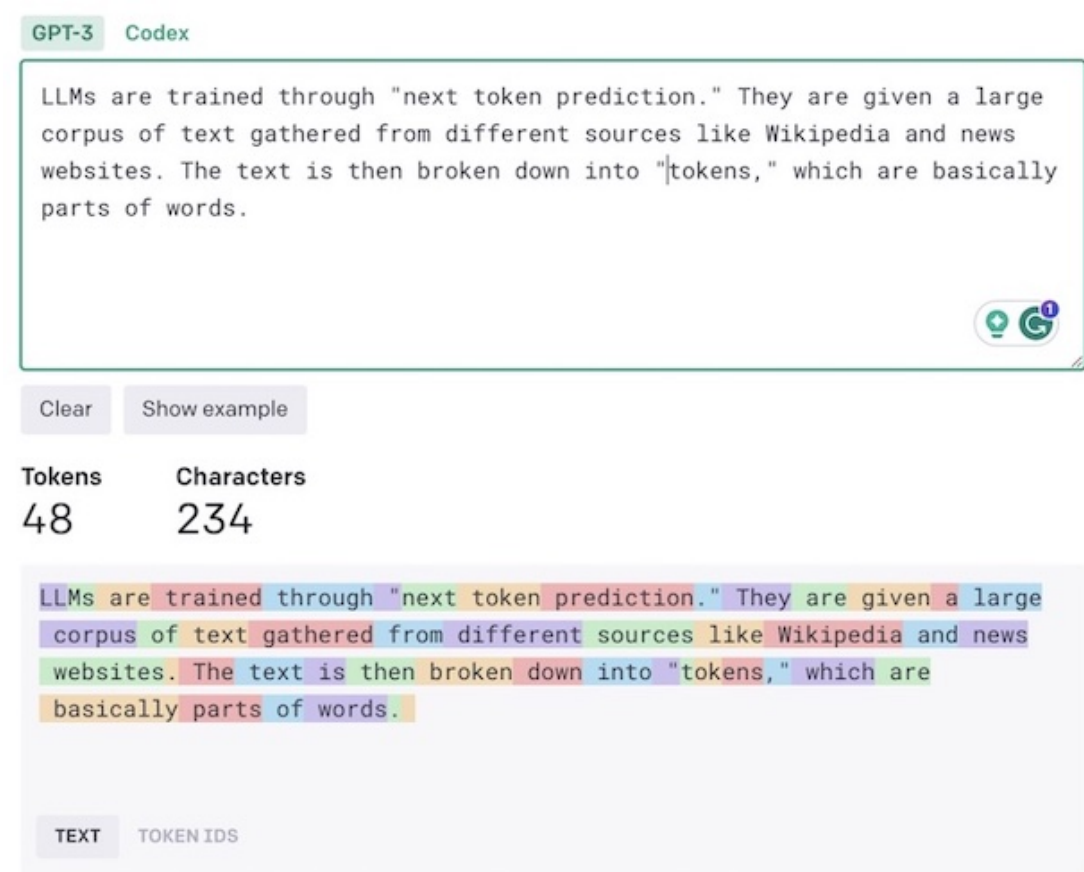 GPT-3 Codex
LLMs are trained through "next token prediction." They are given a large
corpus of text gathered from different sources like Wikipedia and news
websites. The text is then broken down into "tokens," which are basically
parts of words.
1
Clear Show example
Tokens Characters
48 234
LLMs are trained through "next token prediction." They are given a large
corpus of text gathered from different sources like Wikipedia and news
websites. The text is then broken down into "tokens," which are
basically parts of words.
TEXT TOKEN IDS